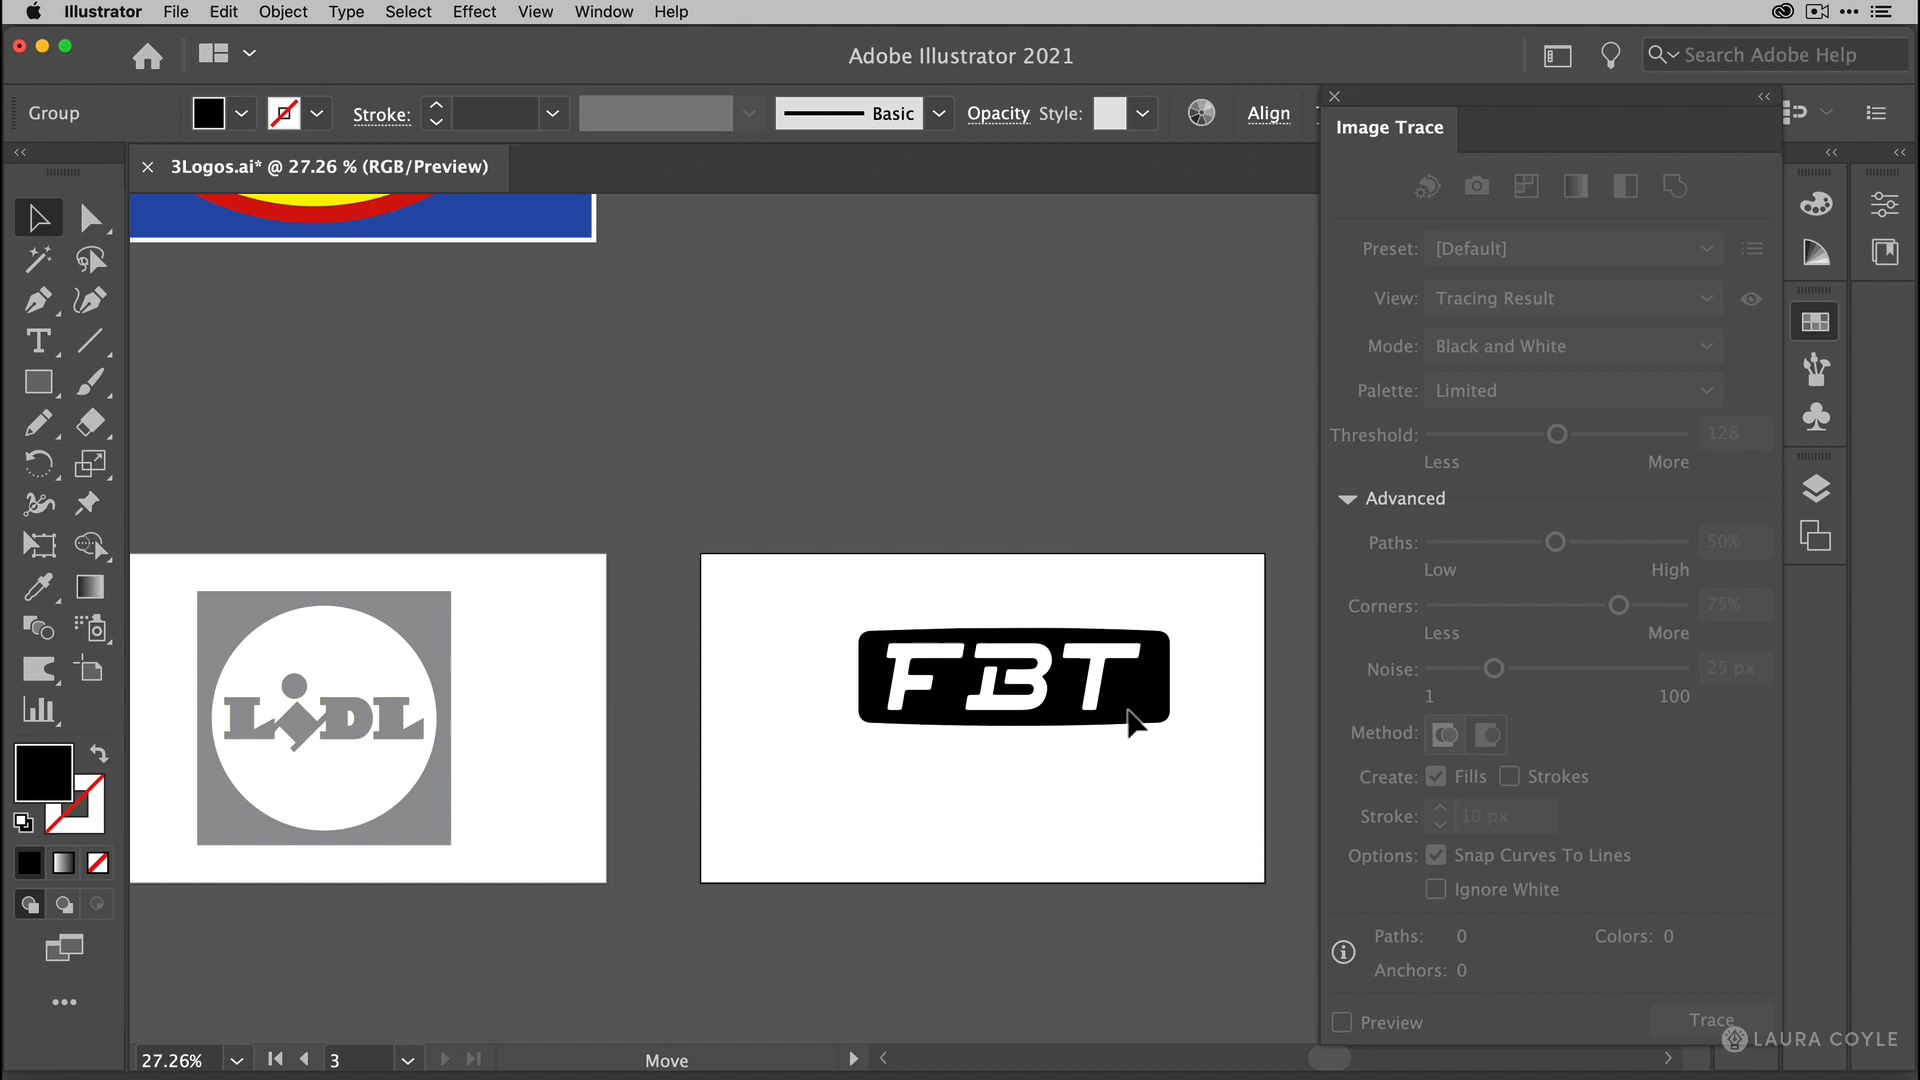 Illustrator File Edit Object Type Select Effect View Window Help
Adobe Illustrator 2021
Search Adobe Help
Group
Stroke:
Basic
Opacity Style:
Align
Image Trace
3Logos.ai* @ 27.26 % (RGB/Preview)
Preset: [Default]
View: Tracing Result
Mode: Black and White
Palette: Limited
Threshold: 128
Less More
Advanced
Paths: 50%
Low High
Corners: 75%
Less More
Noise: 25 px
1 100
Method:
Create: Fills Strokes
Stroke: 10 px
Options: Snap Curves To Lines
Ignore White
Paths: 0 Colors: 0
Anchors: 0
Preview Trace
LiDL
FBT
27.26% 3 Move
LAURA COYLE